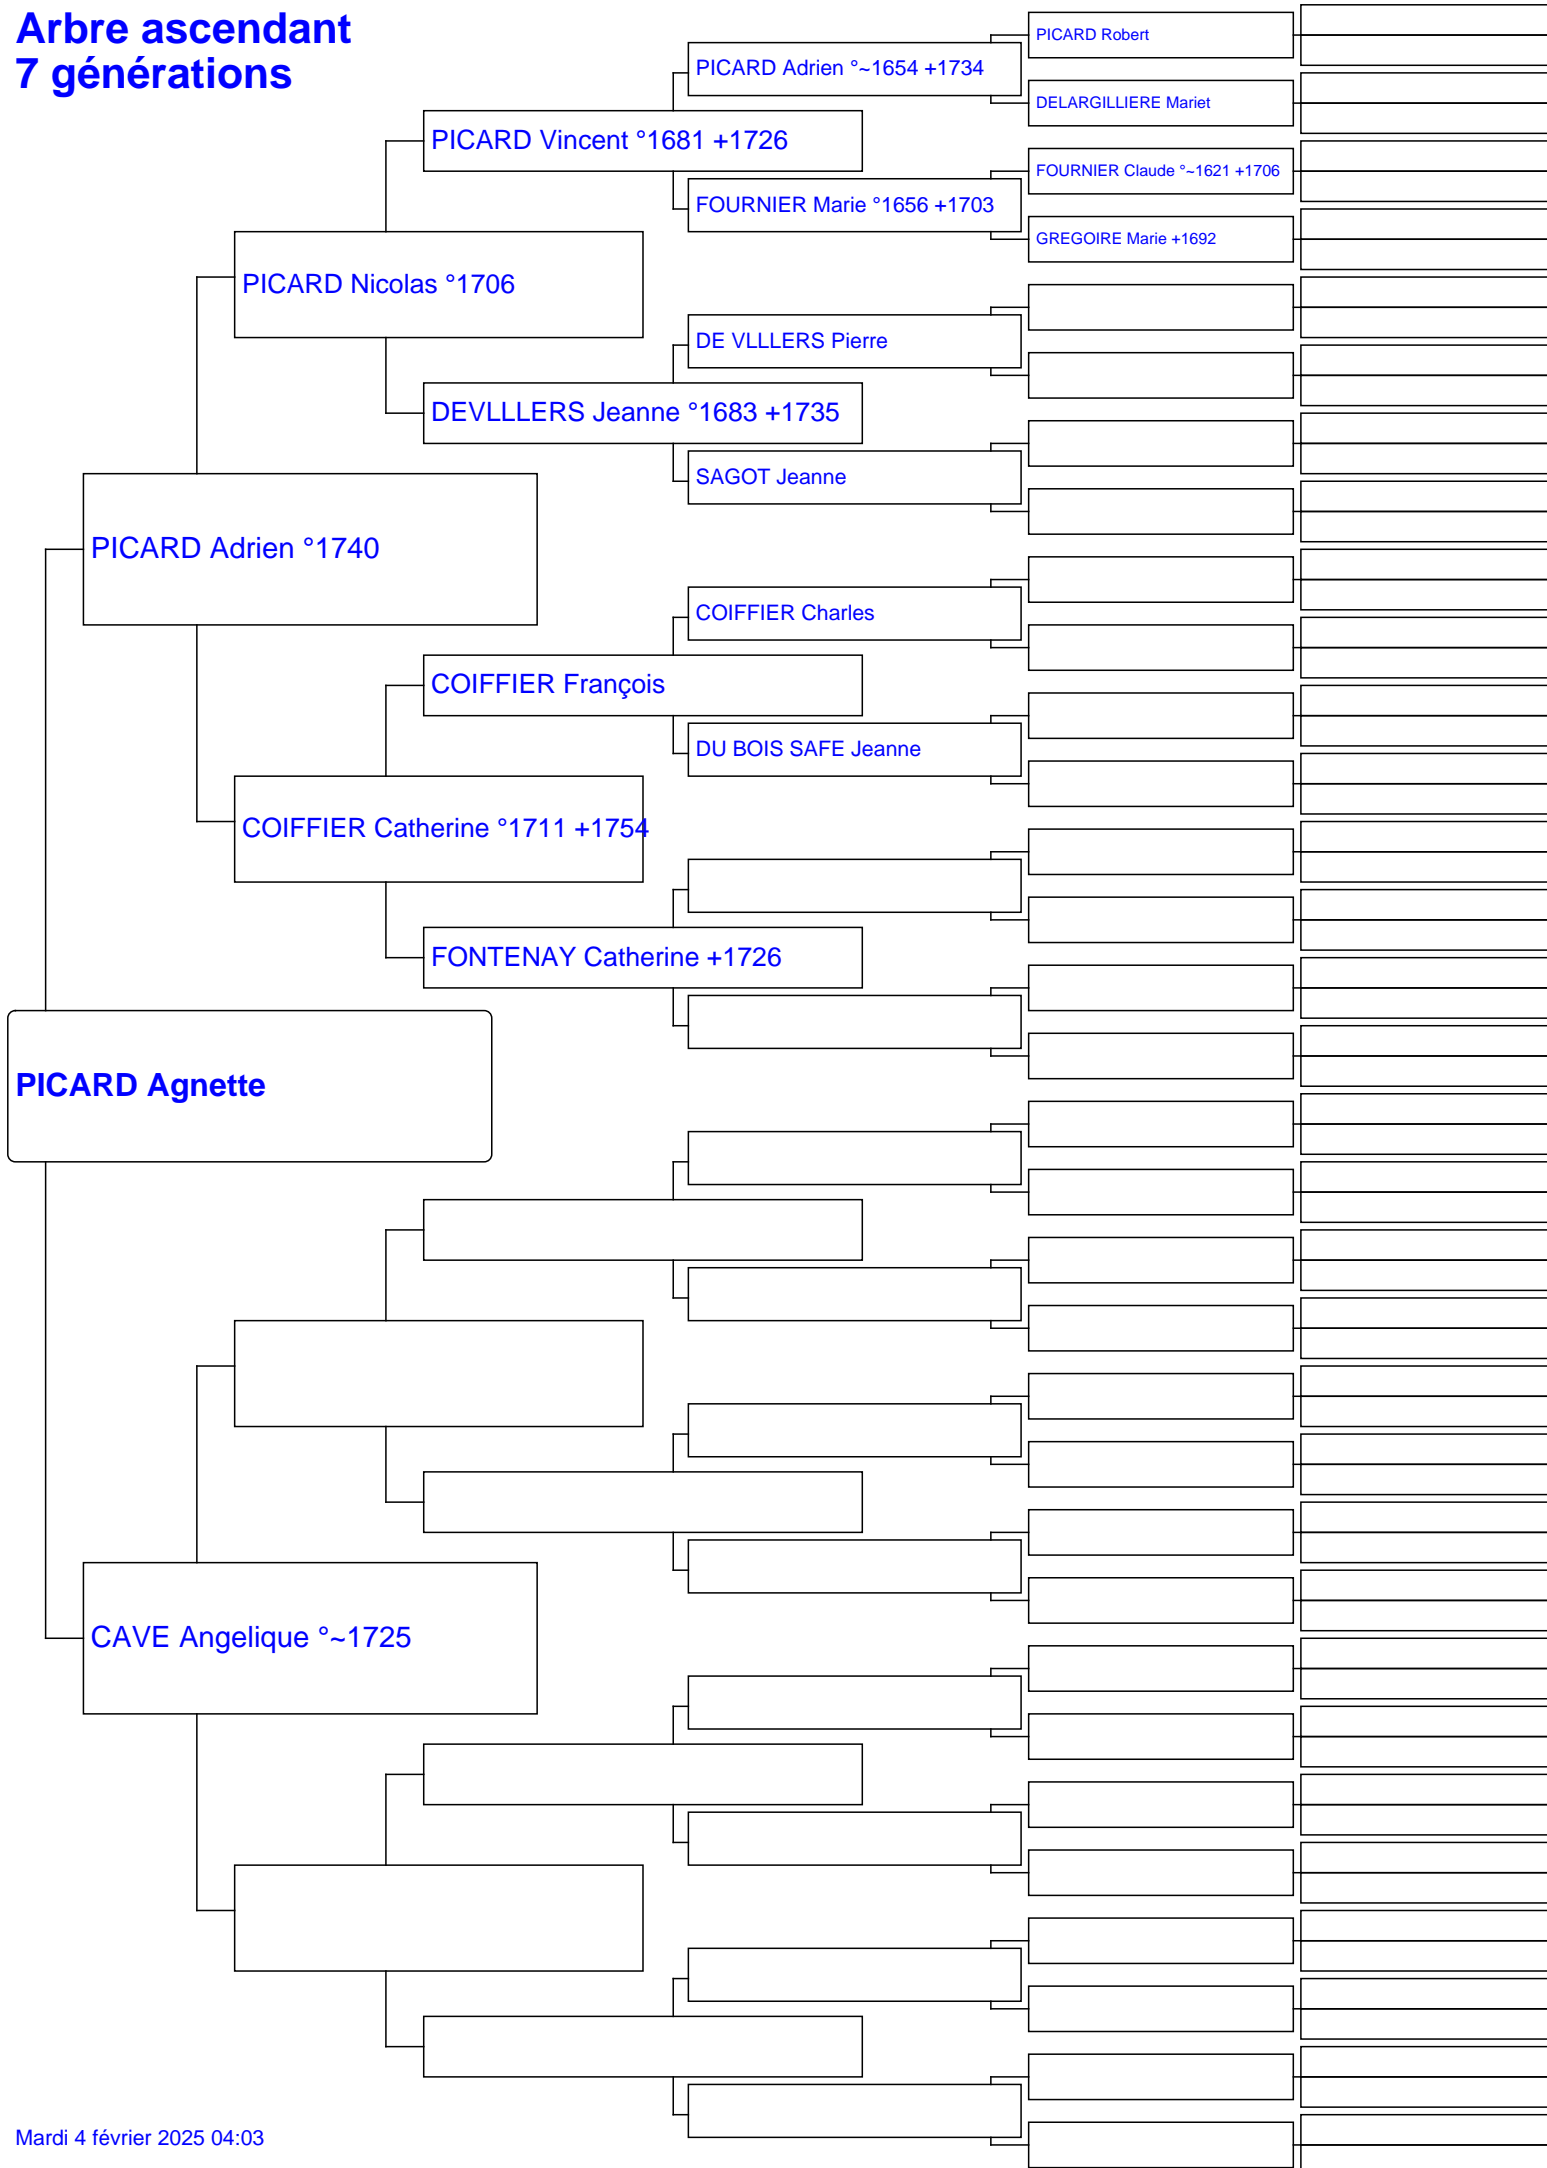 Arbre ascendant
7 générations
PICARD Robert
PICARD Adrien °~1654 +1734
DELARGILLIERE Mariet
PICARD Vincent °1681 +1726
FOURNIER Claude °~1621 +1706
FOURNIER Marie °1656 +1703
GREGOIRE Marie +1692
PICARD Nicolas °1706
DE VLLLERS Pierre
DEVLLLERS Jeanne °1683 +1735
SAGOT Jeanne
PICARD Adrien °1740
COIFFIER Charles
COIFFIER François
DU BOIS SAFE Jeanne
COIFFIER Catherine °1711 +1754
FONTENAY Catherine +1726
PICARD Agnette
CAVE Angelique °~1725
Mardi 4 février 2025 04:03